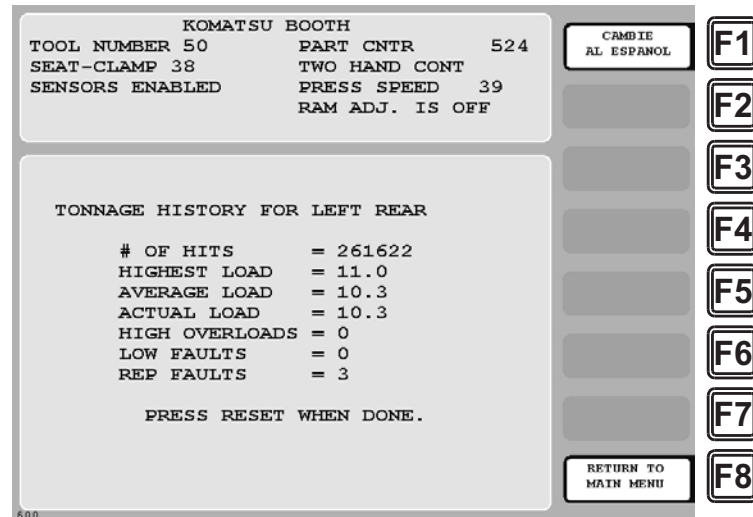 KOMATSU BOOTH
TOOL NUMBER 50 PART CNTR 524
SEAT-CLAMP 38 TWO HAND CONT
SENSORS ENABLED PRESS SPEED 39
RAM ADJ. IS OFF
TONNAGE HISTORY FOR LEFT REAR
# OF HITS = 261622
HIGHEST LOAD = 11.0
AVERAGE LOAD = 10.3
ACTUAL LOAD = 10.3
HIGH OVERLOADS = 0
LOW FAULTS = 0
REP FAULTS = 3
PRESS RESET WHEN DONE.
600
CAMBIE
AL ESPANOL
RETURN TO
MAIN MENU
F1
F2
F3
F4
F5
F6
F7
F8